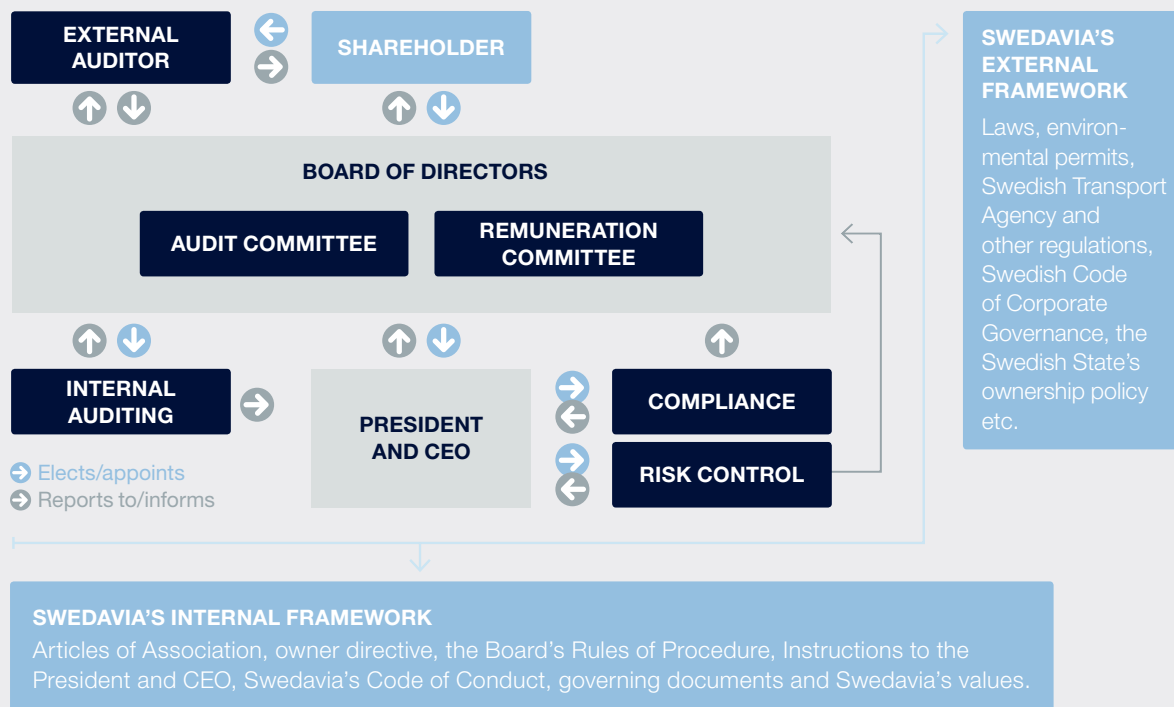 EXTERNAL
AUDITOR
SHAREHOLDER
BOARD OF DIRECTORS
AUDIT COMMITTEE
REMUNERATION
COMMITTEE
INTERNAL
AUDITING
PRESIDENT
AND CEO
COMPLIANCE
RISK CONTROL
Elects/appoints
Reports to/informs
SWEDAVIA'S
EXTERNAL
FRAMEWORK
Laws, environ-
mental permits,
Swedish Transport
Agency and
other regulations,
Swedish Code
of Corporate
Governance, the
Swedish State's
ownership policy
etc.
SWEDAVIA'S INTERNAL FRAMEWORK
Articles of Association, owner directive, the Board's Rules of Procedure, Instructions to the
President and CEO, Swedavia's Code of Conduct, governing documents and Swedavia's values.